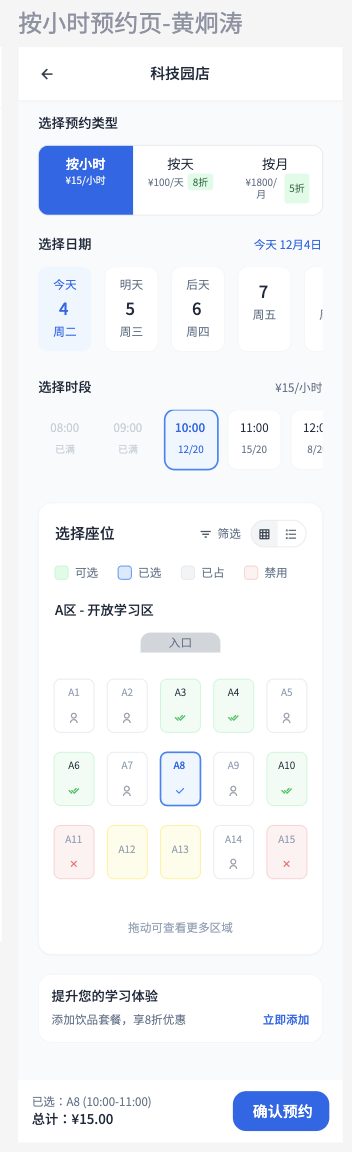 按小时预约页-黄炯涛
科技园店
选择预约类型
按小时 按天 按月
¥15/小时 ¥100/天 8折 ¥1800/月 5折
选择日期 今天 12月4日
今天 明天 后天
4 5 6 7
周二 周三 周四 周五
选择时段 ¥15/小时
08:00 09:00 10:00 11:00
已满 已满 12/20 15/20
选择座位 筛选
可选 已选 已占 禁用
A区 - 开放学习区
入口
A1 A2 A3 A4 A5
A6 A7 A8 A9 A10
A11 A12 A13 A14 A15
拖动可查看更多区域
提升您的学习体验
添加饮品套餐，享8折优惠 立即添加
已选：A8 (10:00-11:00)
总计：¥15.00
确认预约